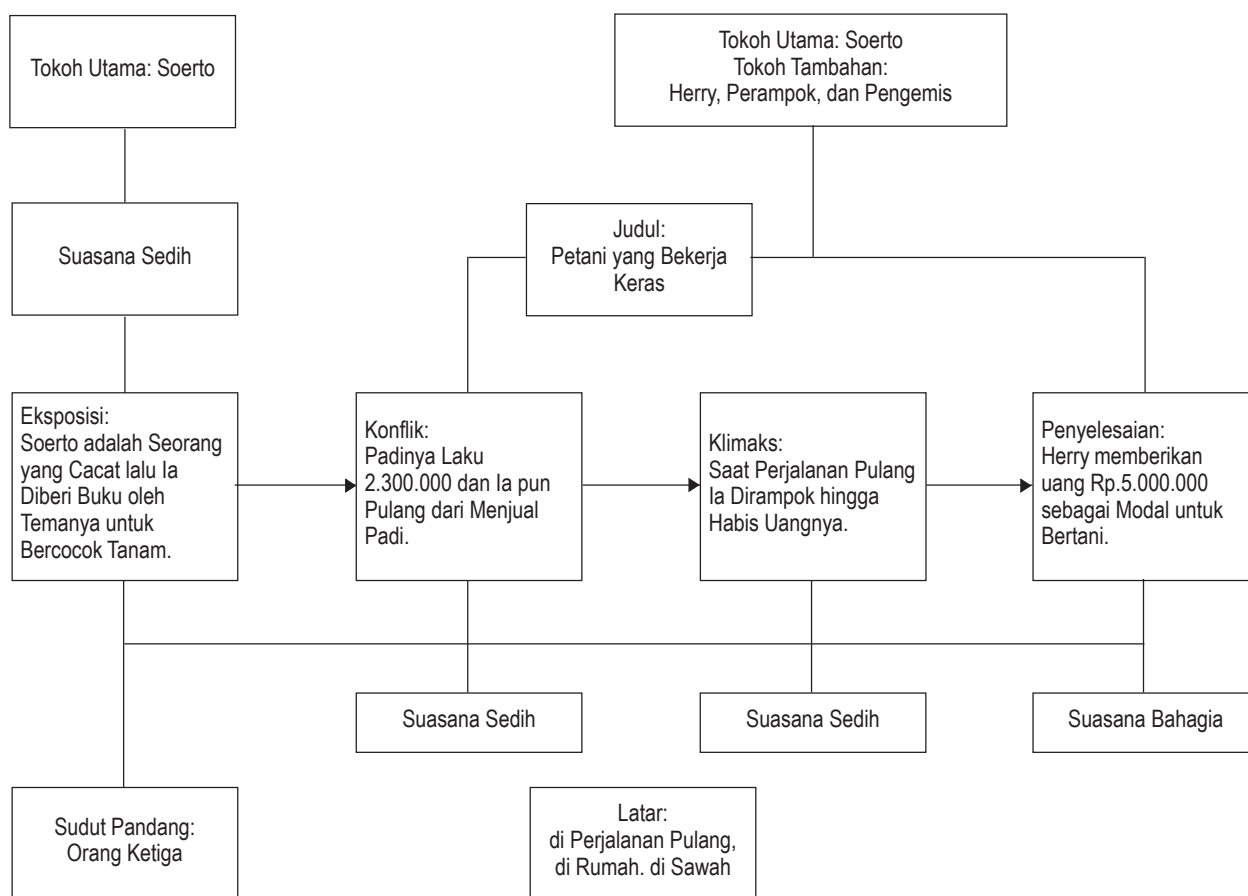 Tokoh Utama: Soerto
Tokoh Utama: Soerto
Tokoh Tambahan:
Herry, Perampok, dan Pengemis
Suasana Sedih
Judul:
Petani yang Bekerja
Keras
Eksposisi:
Soerto adalah Seorang
yang Cacat lalu Ia
Diberi Buku oleh
Temanya untuk
Bercocok Tanam.
Konflik:
Padinya Laku
2.300.000 dan Ia pun
Pulang dari Menjual
Padi.
Klimaks:
Saat Perjalanan Pulang
Ia Dirampok hingga
Habis Uangnya.
Penyelesaian:
Herry memberikan
uang Rp.5.000.000
sebagai Modal untuk
Bertani.
Suasana Sedih
Suasana Sedih
Suasana Bahagia
Sudut Pandang:
Orang Ketiga
Latar:
di Perjalanan Pulang,
di Rumah. di Sawah